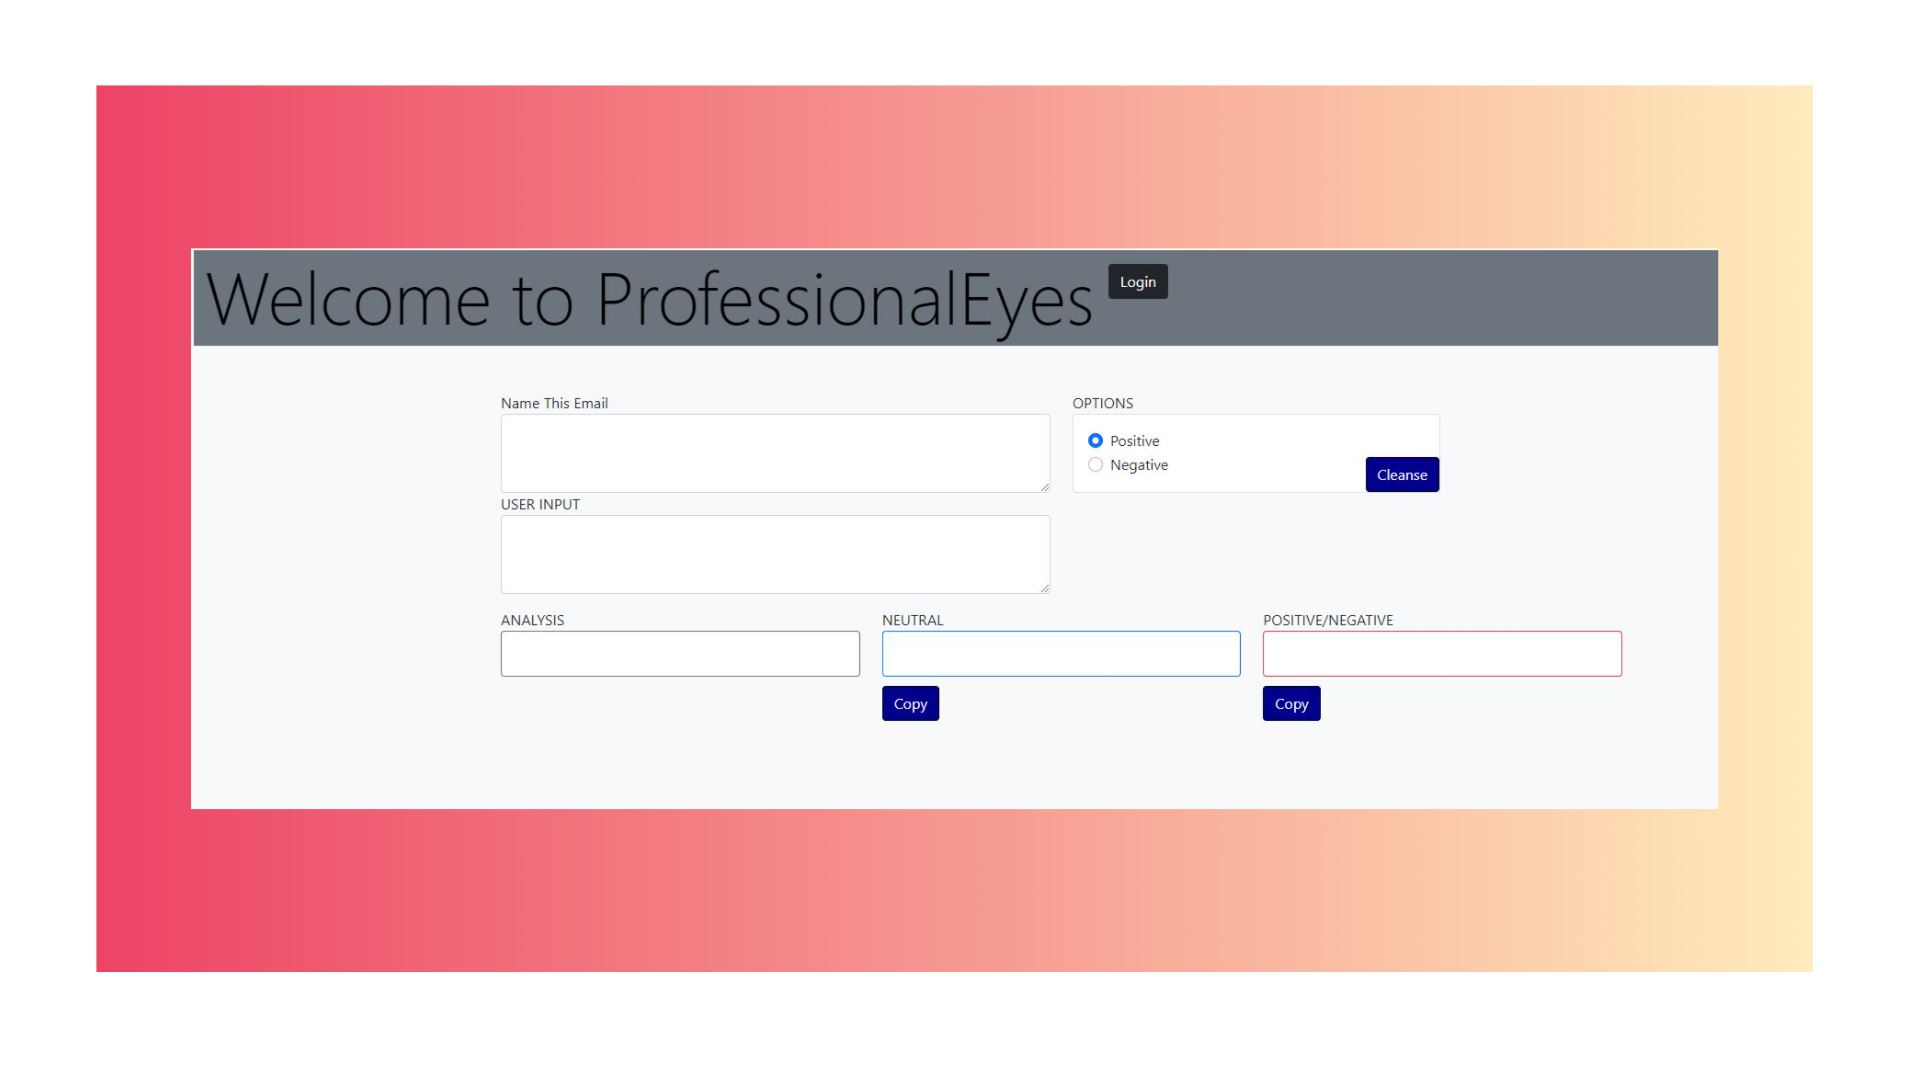 Welcome to ProfessionalEyes
Login
Name This Email
OPTIONS
Positive
Negative
Cleanse
USER INPUT
ANALYSIS
NEUTRAL
POSITIVE/NEGATIVE
Copy
Copy